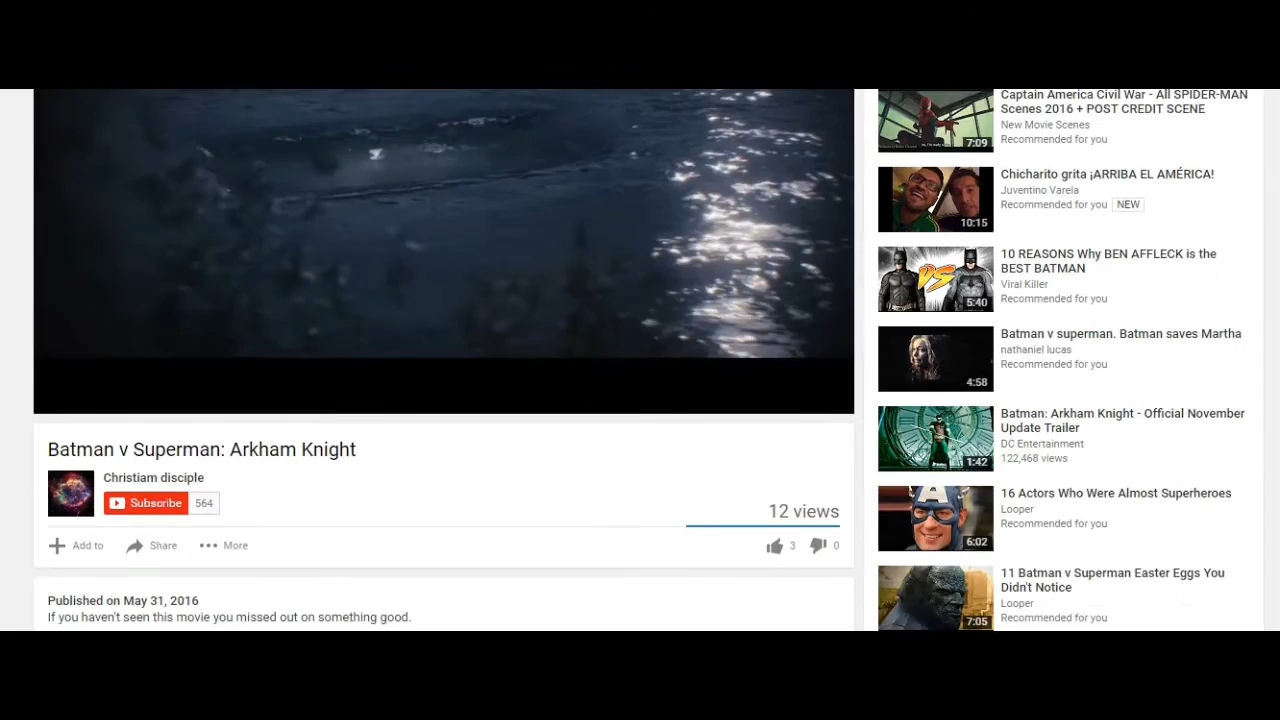 Captain America Civil War - All SPIDER-MAN
Scenes 2016 + POST CREDIT SCENE
New Movie Scenes
Recommended for you
7:09
Chicharito grita ¡ARRIBA EL AMÉRICA!
Juventino Varela
Recommended for you NEW
10:15
10 REASONS Why BEN AFFLECK is the
BEST BATMAN
Viral Killer
Recommended for you
VS
5:40
Batman v superman. Batman saves Martha
nathaniel lucas
Recommended for you
4:58
Batman: Arkham Knight - Official November
Update Trailer
DC Entertainment
122,468 views
1:42
16 Actors Who Were Almost Superheroes
Looper
Recommended for you
A
6:02
11 Batman v Superman Easter Eggs You
Didn't Notice
Looper
Recommended for you
7:05
Batman v Superman: Arkham Knight
Christiam disciple
Subscribe 564
12 views
Add to Share More 3 0
Published on May 31, 2016
If you haven't seen this movie you missed out on something good.